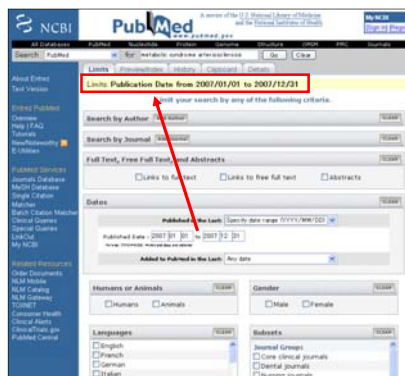 NCBI
PubMed
www.pubmed.gov
A service of the U.S. National Library of Medicine
and the National Institutes of Health
My NCBI
All Databases PubMed Nucleotide Protein Genome Structure OMIM PMC Journals
Search PubMed for metabolic syndrome atherosclerosis Go Clear
Limits Preview/Index History Clipboard Details
Limits: Publication Date from 2007/01/01 to 2007/12/31
Limit your search by any of the following criteria.
About Entrez
Text Version
Entrez PubMed
Overview
Help | FAQ
Tutorials
New/Noteworthy
E-Utilities
PubMed Services
Journals Database
MeSH Database
Single Citation
Matcher
Batch Citation Matcher
Clinical Queries
Special Queries
LinkOut
My NCBI
Related Resources
Order Documents
NLM Mobile
NLM Catalog
NLM Gateway
TOXNET
Consumer Health
Clinical Alerts
ClinicalTrials.gov
PubMed Central
Search by Author CLEAR
Search by Journal CLEAR
Full Text, Free Full Text, and Abstracts CLEAR
Links to full text Links to free full text Abstracts
Dates CLEAR
Published in the Last: Specify date range (YYYY/MM/DD)
Published Date: 2007 01 01 to 2007 12 31
Added to PubMed in the Last: Any date
Humans or Animals CLEAR
Humans Animals
Gender CLEAR
Male Female
Languages CLEAR
English
French
German
Italian
Subsets CLEAR
Journal Groups:
Core clinical journals
Dental journals
Nursing journals